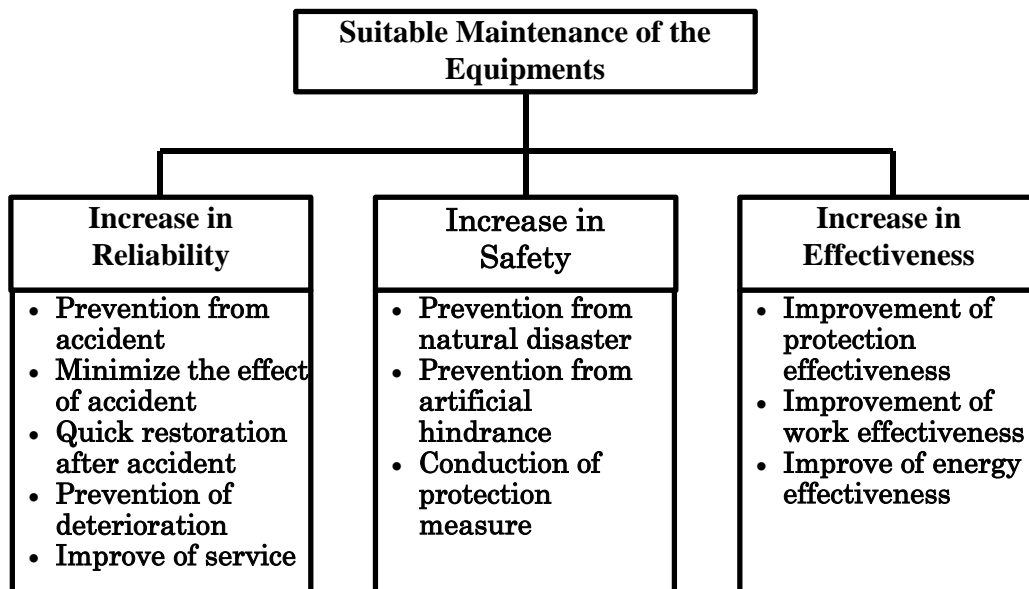 Suitable Maintenance of the
Equipments
Increase in
Reliability
• Prevention from
accident
• Minimize the effect
of accident
• Quick restoration
after accident
• Prevention of
deterioration
• Improve of service
Increase in
Safety
• Prevention from
natural disaster
• Prevention from
artificial
hindrance
• Conduction of
protection
measure
Increase in
Effectiveness
• Improvement of
protection
effectiveness
• Improvement of
work effectiveness
• Improve of energy
effectiveness